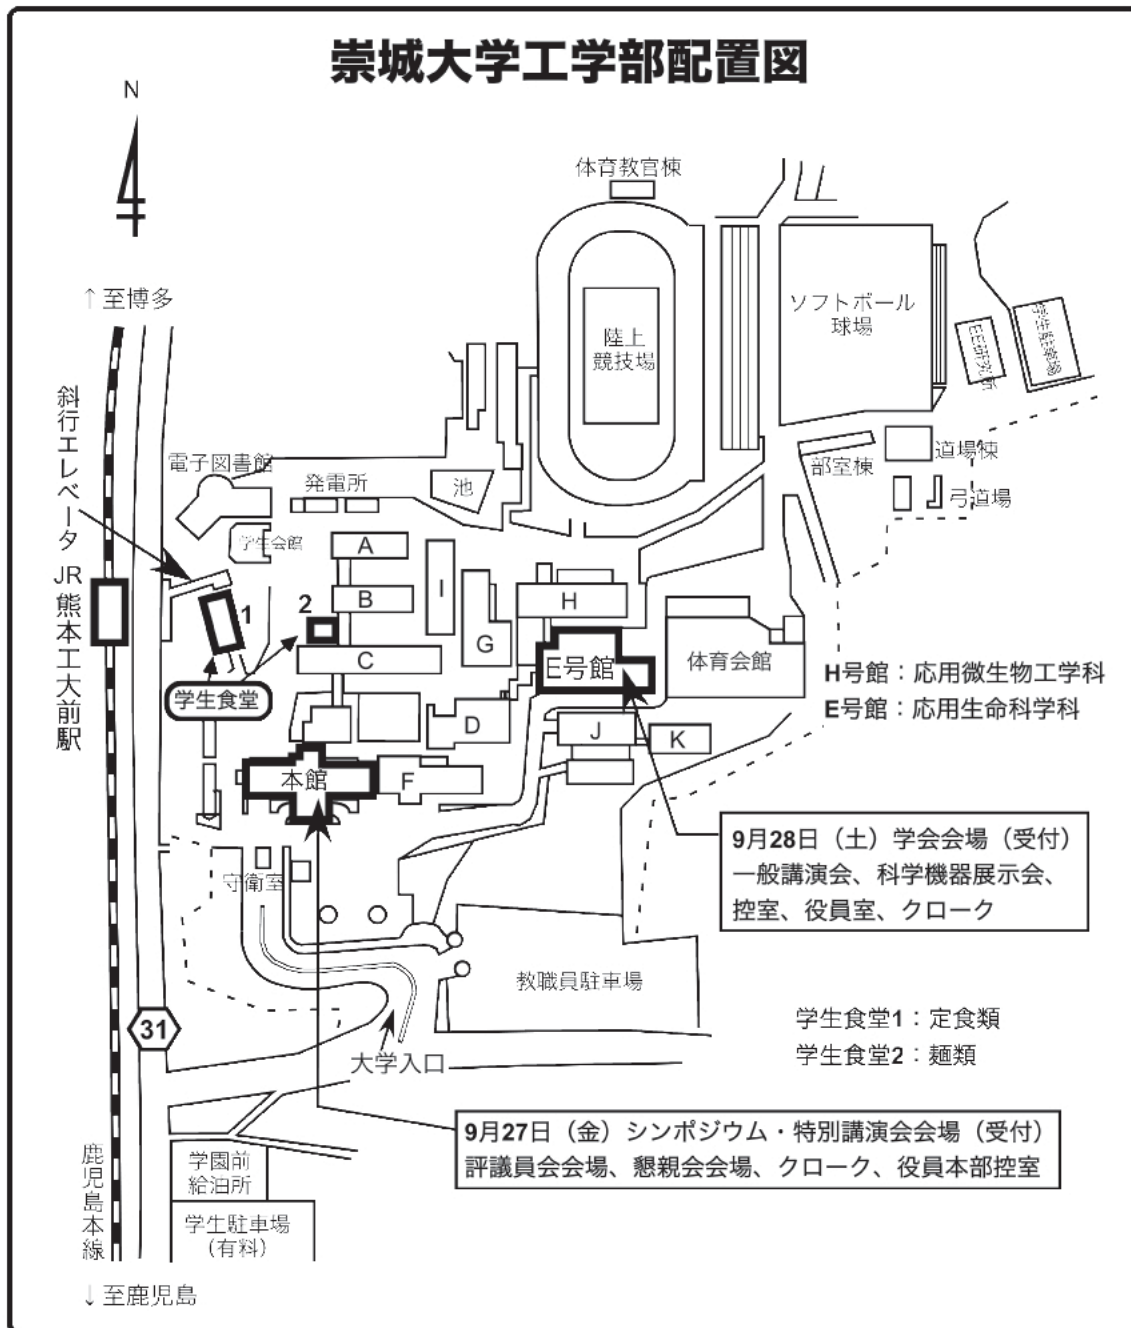 崇城大学工学部配置図
N
体育教官棟
↑至博多
ソフトボール
球場
陸上
競技場
EE研究所
学生駐車場
斜行エレベータ
電子図書館
発電所
池
部室棟
道場棟
弓道場
学生会館
A
I
B
H
JR熊本工大前駅
1
2
G
C
E号館
体育会館
H号館：応用微生物工学科
E号館：応用生命科学科
学生食堂
D
J
K
本館
F
9月28日（土）学会会場（受付）
一般講演会、科学機器展示会、
控室、役員室、クローク
守衛室
教職員駐車場
学生食堂1：定食類
学生食堂2：麺類
31
大学入口
9月27日（金）シンポジウム・特別講演会会場（受付）
評議員会会場、懇親会会場、クローク、役員本部控室
鹿児島本線
学園前
給油所
学生駐車場
（有料）
↓至鹿児島